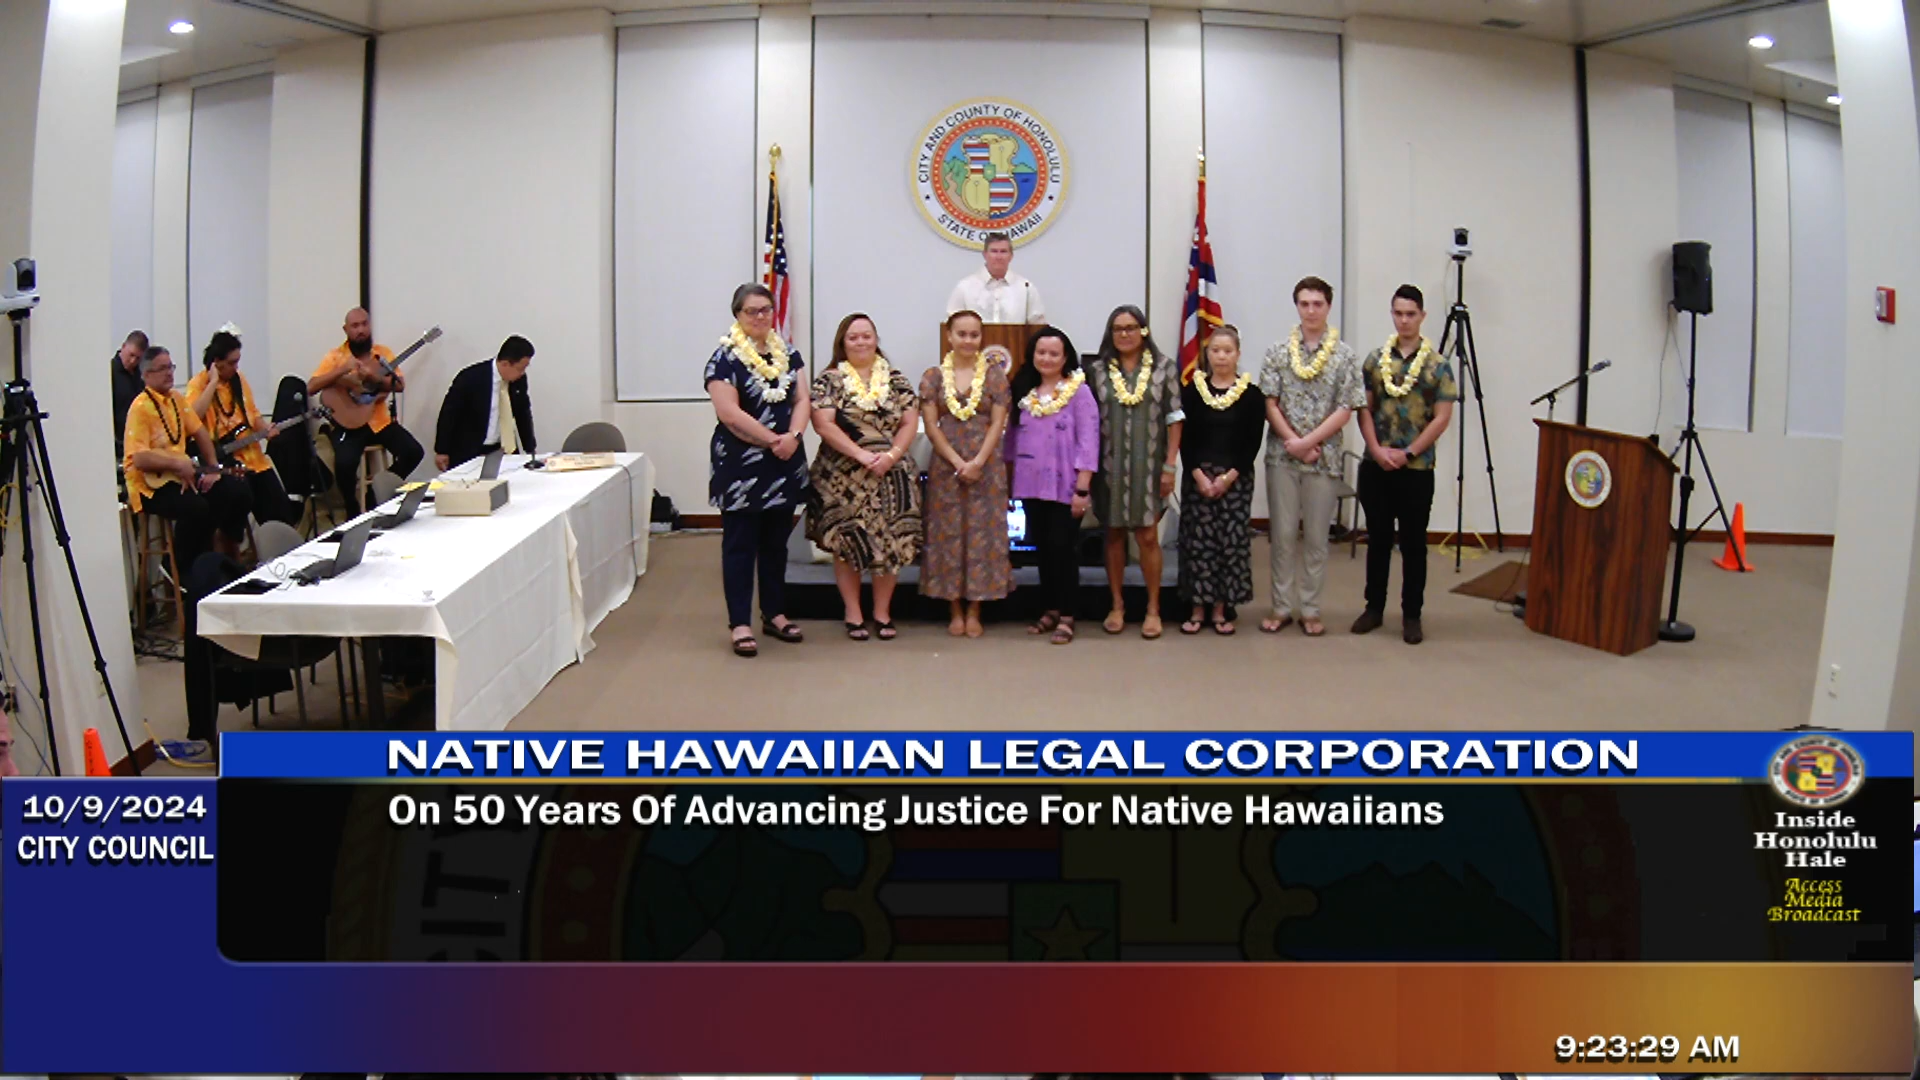 CITY AND COUNTY OF HONOLULU
STATE OF HAWAII
NATIVE HAWAIIAN LEGAL CORPORATION
10/9/2024
CITY COUNCIL
On 50 Years Of Advancing Justice For Native Hawaiians
Inside
Honolulu
Hale
Access
Media
Broadcast
CITY
9:23:29 AM